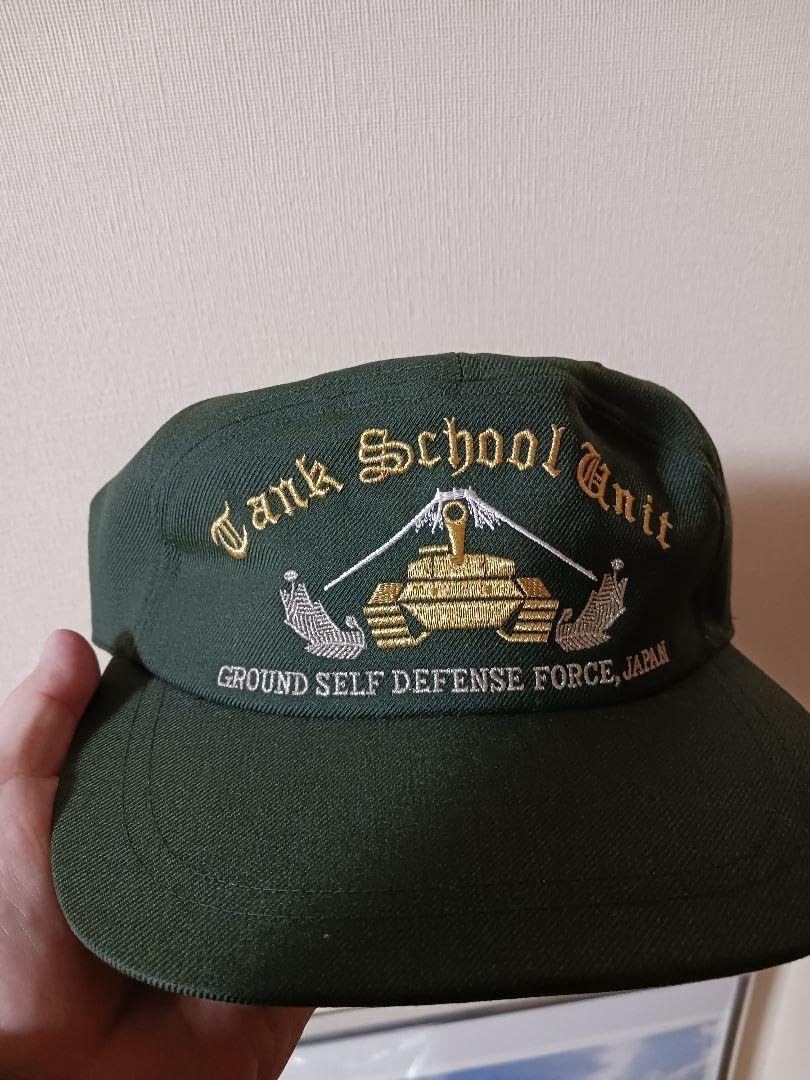 Tank School Unit
GROUND SELF DEFENSE FORCE, JAPAN